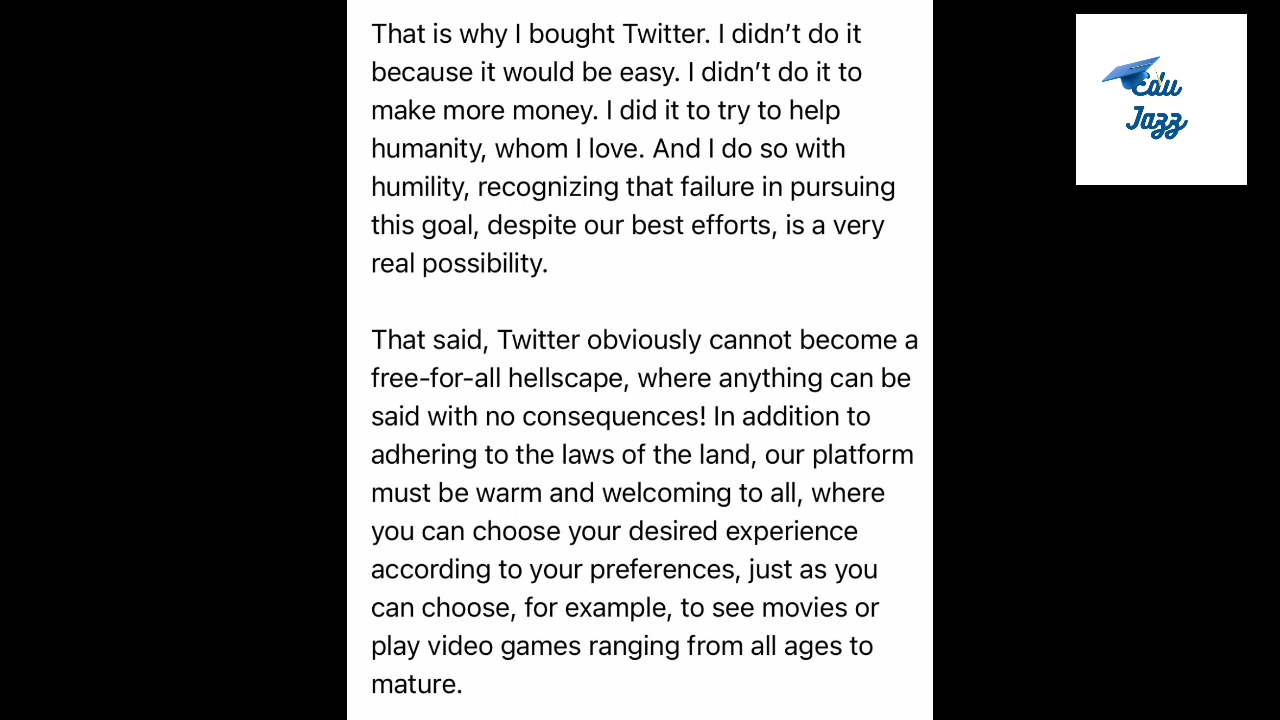 That is why I bought Twitter. I didn’t do it
because it would be easy. I didn’t do it to
make more money. I did it to try to help
humanity, whom I love. And I do so with
humility, recognizing that failure in pursuing
this goal, despite our best efforts, is a very
real possibility.
That said, Twitter obviously cannot become a
free-for-all hellscape, where anything can be
said with no consequences! In addition to
adhering to the laws of the land, our platform
must be warm and welcoming to all, where
you can choose your desired experience
according to your preferences, just as you
can choose, for example, to see movies or
play video games ranging from all ages to
mature.
Edu
Jazz